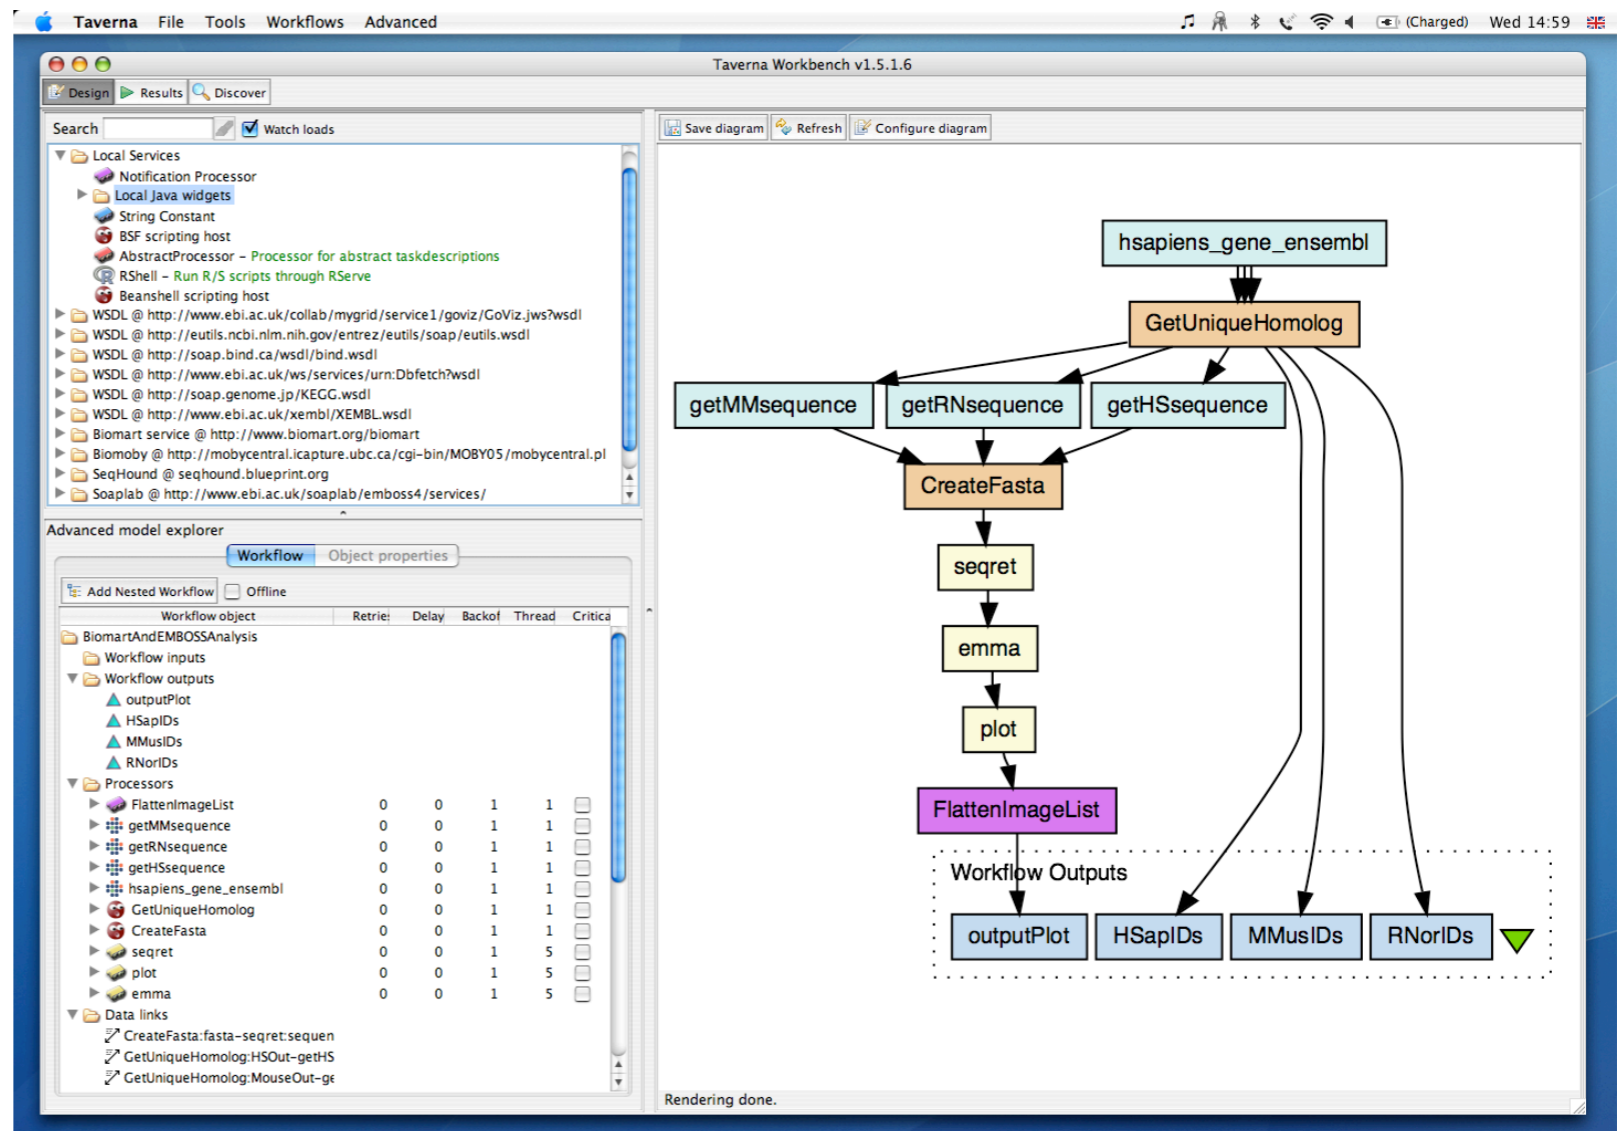 Taverna File Tools Workflows Advanced (Charged) Wed 14:59
Taverna Workbench v1.5.1.6
Design Results Discover
Search Watch loads
Local Services
Notification Processor
Local Java widgets
String Constant
BSF scripting host
AbstractProcessor - Processor for abstract taskdescriptions
RShell - Run R/S scripts through RServe
Beanshell scripting host
WSDL @ http://www.ebi.ac.uk/collab/mygrid/service1/goviz/GoViz.jws?wsdl
WSDL @ http://eutils.ncbi.nlm.nih.gov/entrez/eutils/soap/eutils.wsdl
WSDL @ http://soap.bind.ca/wsdl/bind.wsdl
WSDL @ http://www.ebi.ac.uk/ws/services/urn:Dbfetch?wsdl
WSDL @ http://soap.genome.jp/KEGG.wsdl
WSDL @ http://www.ebi.ac.uk/xembl/XEMBL.wsdl
Biomart service @ http://www.biomart.org/biomart
Biomoby @ http://mobycentral.icapture.ubc.ca/cgi-bin/MOBY05/mobycentral.pl
SeqHound @ seqhound.blueprint.org
Soaplab @ http://www.ebi.ac.uk/soaplab/emboss4/services/
Advanced model explorer
Workflow Object properties
Add Nested Workflow Offline
Workflow object Retrie Delay Backof Thread Critica
BiomartAndEMBOSSAnalysis
Workflow inputs
Workflow outputs
outputPlot
HSapIDs
MMusIDs
RNorIDs
Processors
FlattenImageList 0 0 1 1
getMMsequence 0 0 1 1
getRNsequence 0 0 1 1
getHSsequence 0 0 1 1
hsapiens_gene_ensembl 0 0 1 1
GetUniqueHomolog 0 0 1 1
CreateFasta 0 0 1 1
seqret 0 0 1 5
plot 0 0 1 5
emma 0 0 1 5
Data links
CreateFasta:fasta-seqret:sequen
GetUniqueHomolog:HSOut-getHS
GetUniqueHomolog:MouseOut-ge
Save diagram Refresh Configure diagram
hsapiens_gene_ensembl
GetUniqueHomolog
getMMsequence getRNsequence getHSsequence
CreateFasta
seqret
emma
plot
FlattenImageList
Workflow Outputs
outputPlot HSapIDs MMusIDs RNorIDs
Rendering done.